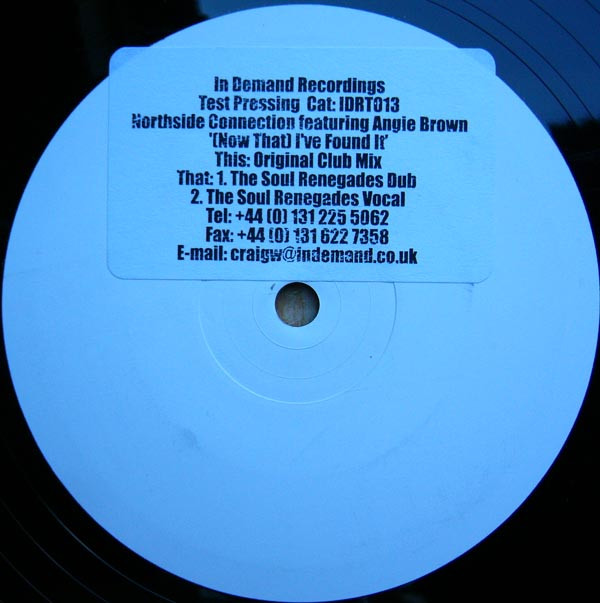 In Demand Recordings
Test Pressing Cat: IDRT013
Northside Connection featuring Angie Brown
'(Now That) I've Found It'
This: Original Club Mix
That: 1. The Soul Renegades Dub
2. The Soul Renegades Vocal
Tel: +44 (0) 131 225 5062
Fax: +44 (0) 131 622 7358
E-mail: craigw@indemand.co.uk